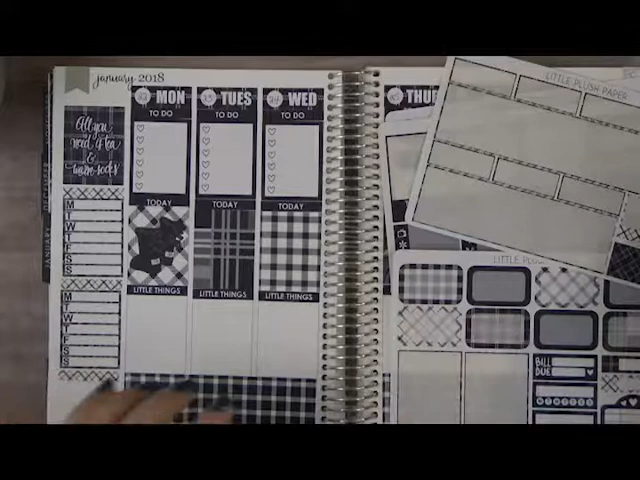 january 2018
MON
TUES
WED
THUR
TO DO
TO DO
TO DO
All you
need is tea
&
warm socks
TODAY
TODAY
TODAY
M
T
W
T
F
S
S
LITTLE THINGS
LITTLE THINGS
LITTLE THINGS
M
T
W
T
F
S
S
JANUARY
LITTLE PLUSH PAPER
LITTLE PLUSH
BILL
DUE